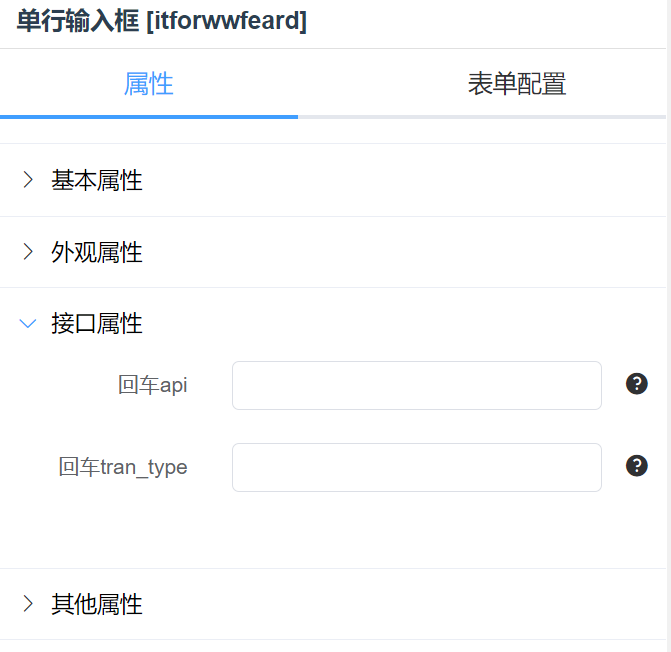 单行输入框 [itforwwfeard]
属性 表单配置
基本属性
外观属性
接口属性
回车api
回车tran_type
其他属性